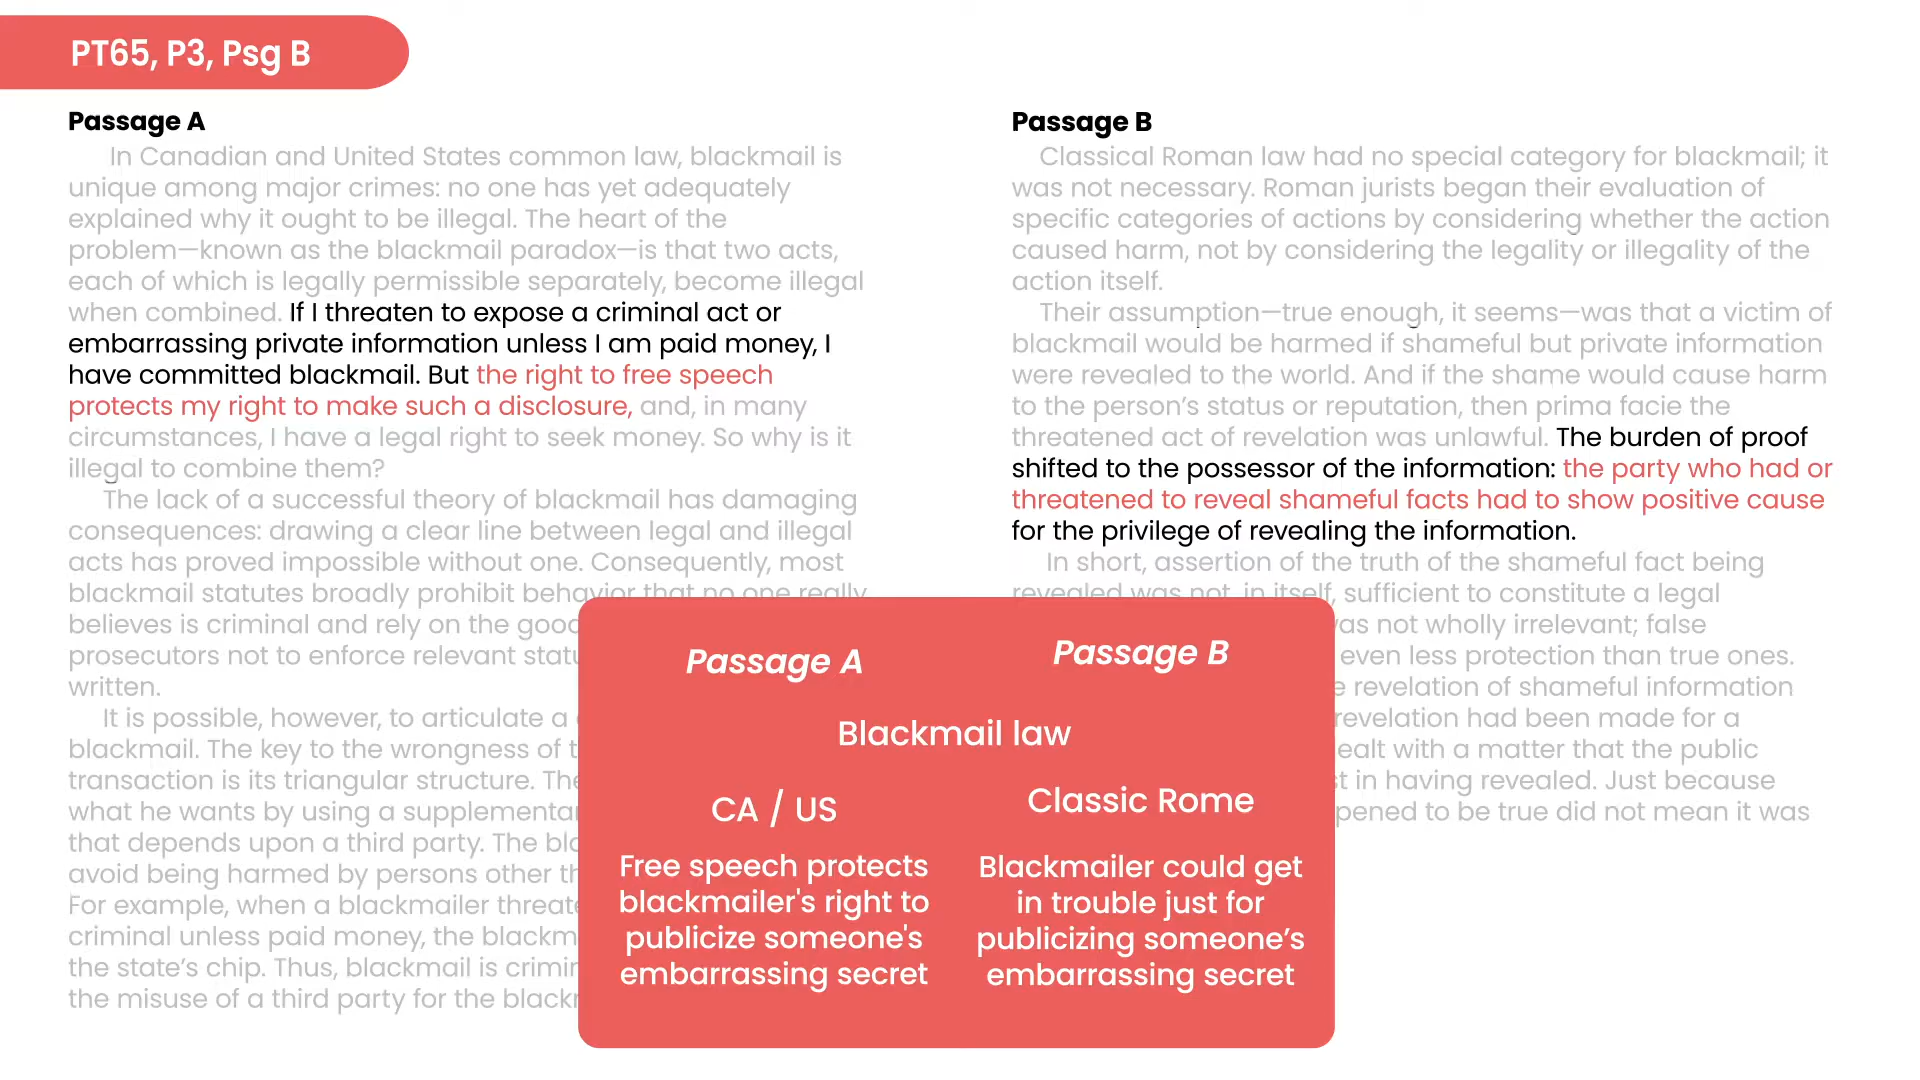 PT65, P3, Psg B
Passage A
In Canadian and United States common law, blackmail is
unique among major crimes: no one has yet adequately
explained why it ought to be illegal. The heart of the
problem—known as the blackmail paradox—is that two acts,
each of which is legally permissible separately, become illegal
when combined. If I threaten to expose a criminal act or
embarrassing private information unless I am paid money, I
have committed blackmail. But the right to free speech
protects my right to make such a disclosure, and, in many
circumstances, I have a legal right to seek money. So why is it
illegal to combine them?
The lack of a successful theory of blackmail has damaging
consequences: drawing a clear line between legal and illegal
acts has proved impossible without one. Consequently, most
blackmail statutes broadly prohibit behavior that no one really
believes is criminal and rely on the
prosecutors not to enforce relevant
written.
It is possible, however, to articulate a
blackmail. The key to the wrongness of
transaction is its triangular structure.
what he wants by using a
that depends upon a third party. The
avoid being harmed by persons other
For example, when a blackmailer
criminal unless paid money, the
the state's chip. Thus, blackmail is
the misuse of a third party for the
Passage B
Classical Roman law had no special category for blackmail; it
was not necessary. Roman jurists began their evaluation of
specific categories of actions by considering whether the action
caused harm, not by considering the legality or illegality of the
action itself.
Their assumption—true enough, it seems—was that a victim of
blackmail would be harmed if shameful but private information
were revealed to the world. And if the shame would cause harm
to the person's status or reputation, then prima facie the
threatened act of revelation was unlawful. The burden of proof
shifted to the possessor of the information: the party who had or
threatened to reveal shameful facts had to show positive cause
for the privilege of revealing the information.
In short, assertion of the truth of the shameful fact being
revealed was not, in itself, sufficient to constitute a legal
was not wholly irrelevant; false
even less protection than true ones.
revelation of shameful information
revelation had been made for a
with a matter that the public
in having revealed. Just because
to be true did not mean it was
Passage A
Passage B
Blackmail law
CA / US
Classic Rome
Free speech protects
blackmailer's right to
publicize someone's
embarrassing secret
Blackmailer could get
in trouble just for
publicizing someone's
embarrassing secret